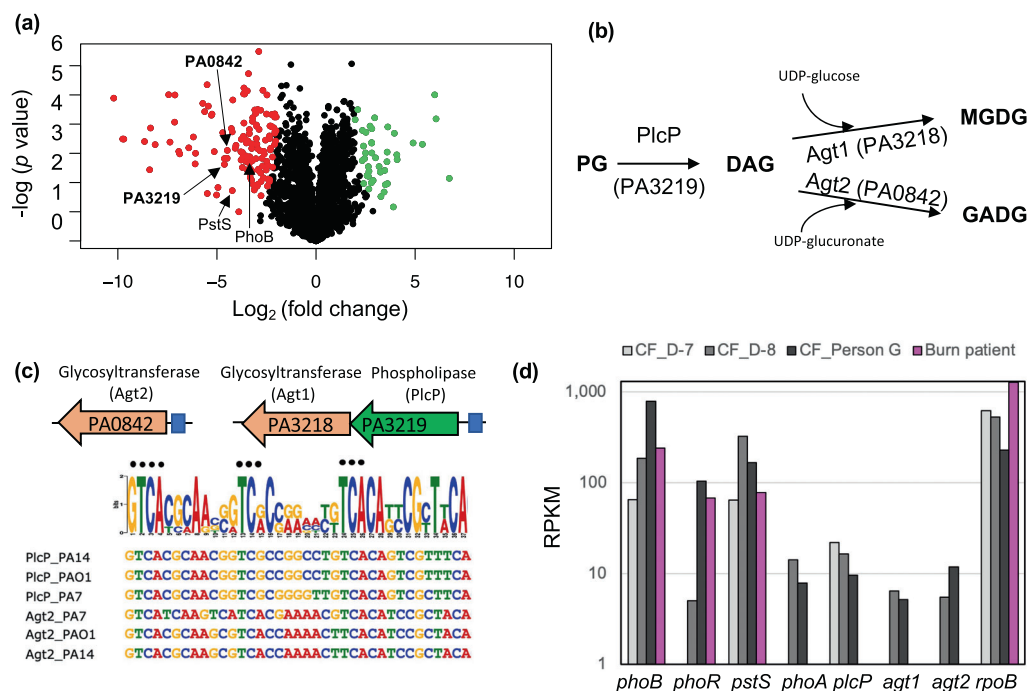 (a)
6
5
4
3
2
1
0
-log (p value)
PA0842
PA3219
PstS
PhoB
−10
−5
0
5
10
Log2 (fold change)
(b)
UDP-glucose
PlcP
MGDG
Agt1 (PA3218)
PG
DAG
(PA3219)
Agt2 (PA0842)
GADG
UDP-glucuronate
(c)
Glycosyltransferase
(Agt2)
Glycosyltransferase
(Agt1)
Phospholipase
(PlcP)
PA0842
PA3218
PA3219
PlcP_PA14 GTCACGCAACGGTCGCCGGCCTGTCACAGTCGTTTCA
PlcP_PAO1 GTCACGCAACGGTCGCCGGCCTGTCACAGTCGTTTCA
PlcP_PA7 GTCACGCAACGGTCGCGGGGTTGTCACAGTCGCTTCA
Agt2_PA7 GTCATCAAGTCATCACGAAAACGTCACATCCGCTACA
Agt2_PAO1 GTCACGCAAGCGTCACCAAAACTTCACATCCGCTACA
Agt2_PA14 GTCACGCAAGCGTCACCAAAACTTCACATCCGCTACA
(d)
CF_D-7 CF_D-8 CF_Person G Burn patient
1,000
100
10
1
RPKM
phoB phoR pstS phoA plcP agt1 agt2 rpoB